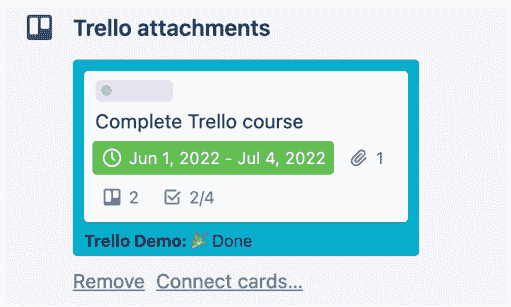 Trello attachments
Complete Trello course
Jun 1, 2022 - Jul 4, 2022 1
2 2/4
Trello Demo: 🎉 Done
Remove Connect cards...